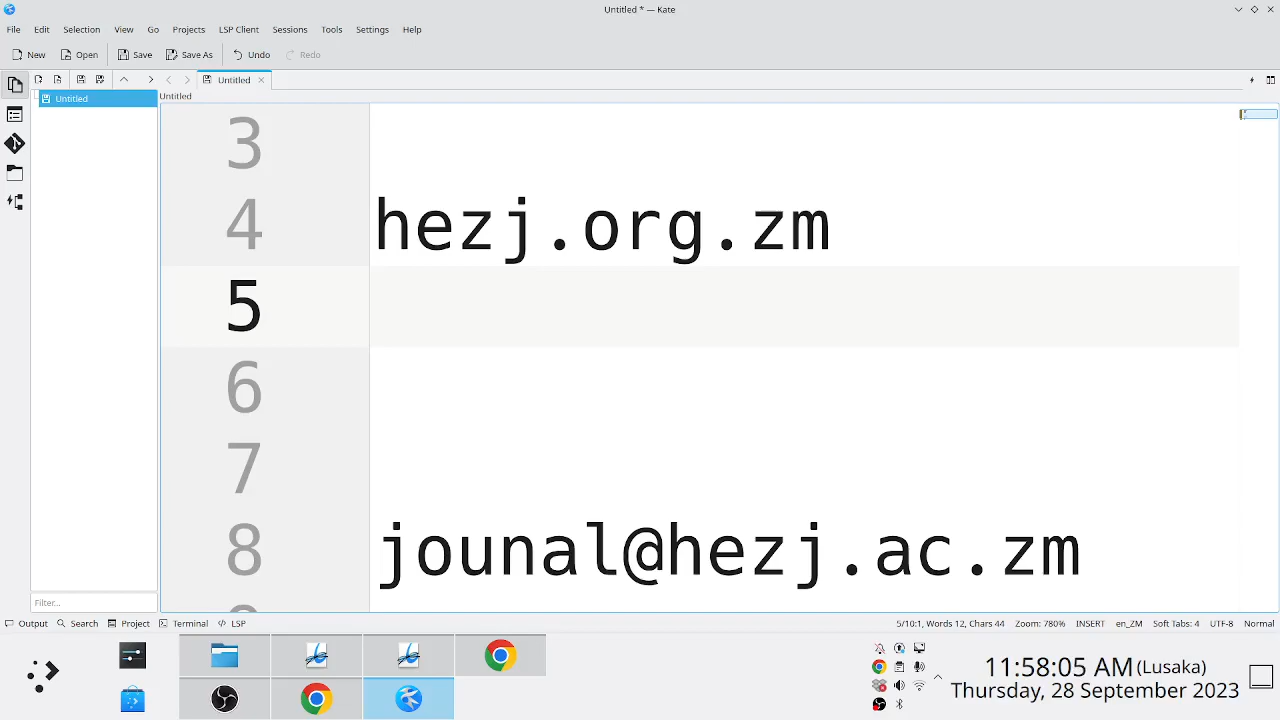 Untitled * — Kate
File Edit Selection View Go Projects LSP Client Sessions Tools Settings Help
New Open Save Save As Undo Redo
Untitled
Untitled Untitled
3
4 hezj.org.zm
5
6
7
8 jounal@hezj.ac.zm
Filter...
Output Search Project Terminal LSP 5/10:1, Words 12, Chars 44 Zoom: 780% INSERT en_ZM Soft Tabs: 4 UTF-8 Normal
11:58:05 AM (Lusaka)
Thursday, 28 September 2023